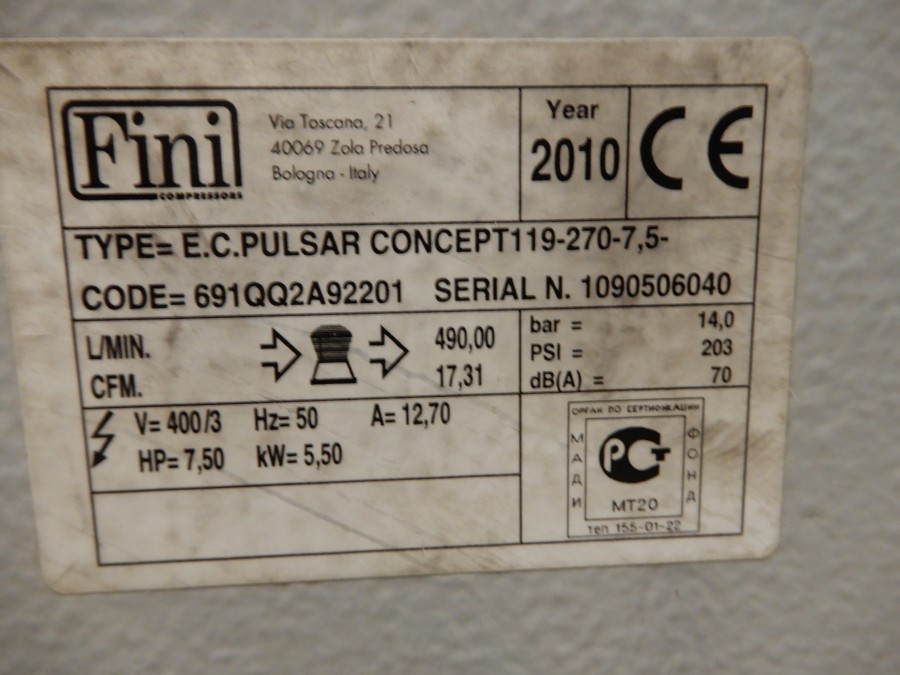 Fini
COMPRESSORS
Via Toscana, 21
40069 Zola Predosa
Bologna - Italy
Year
2010
CE
TYPE= E.C.PULSAR CONCEPT119-270-7,5-
CODE= 691QQ2A92201 SERIAL N. 1090506040
L/MIN. 490,00
CFM. 17,31
bar = 14,0
PSI = 203
dB(A) = 70
V= 400/3 Hz= 50 A= 12,70
HP= 7,50 kW= 5,50
ОРГАН ПО СЕРТИФИКАЦИИ
МАДИ
РСТ
ФОНД
МТ20
тел 155-01-22